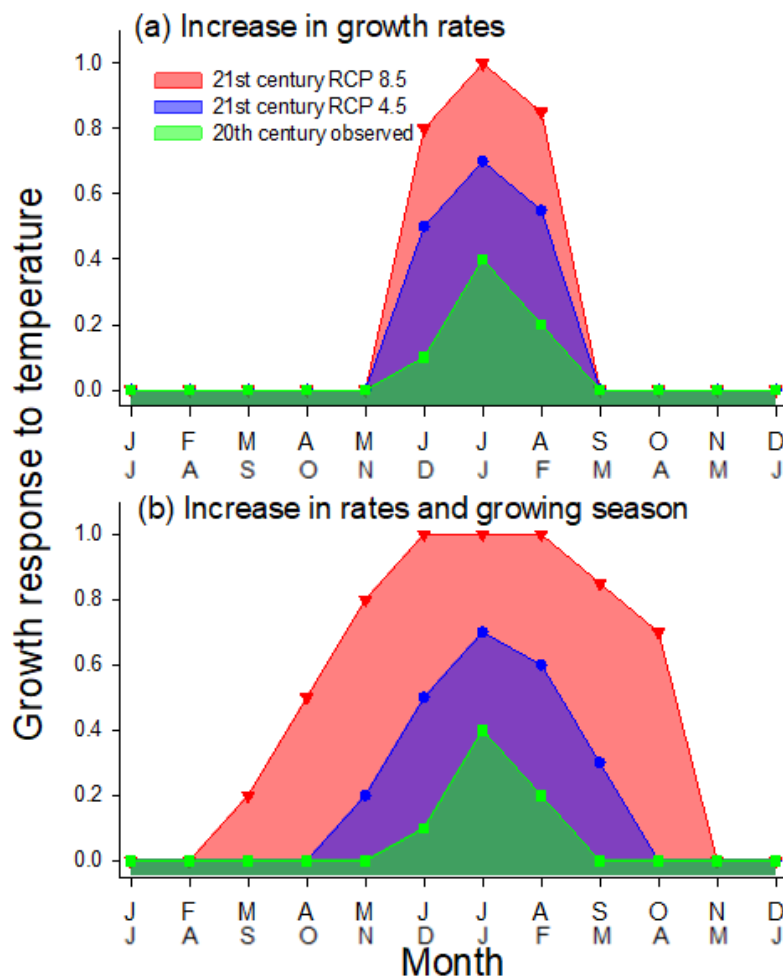 (a) Increase in growth rates
21st century RCP 8.5
21st century RCP 4.5
20th century observed
1.0
0.8
0.6
0.4
0.2
0.0
J F M A M J J A S O N D
J A S O N D J F M A M J
Growth response to temperature
(b) Increase in rates and growing season
1.0
0.8
0.6
0.4
0.2
0.0
J F M A M J J A S O N D
J A S O N D J F M A M J
Month